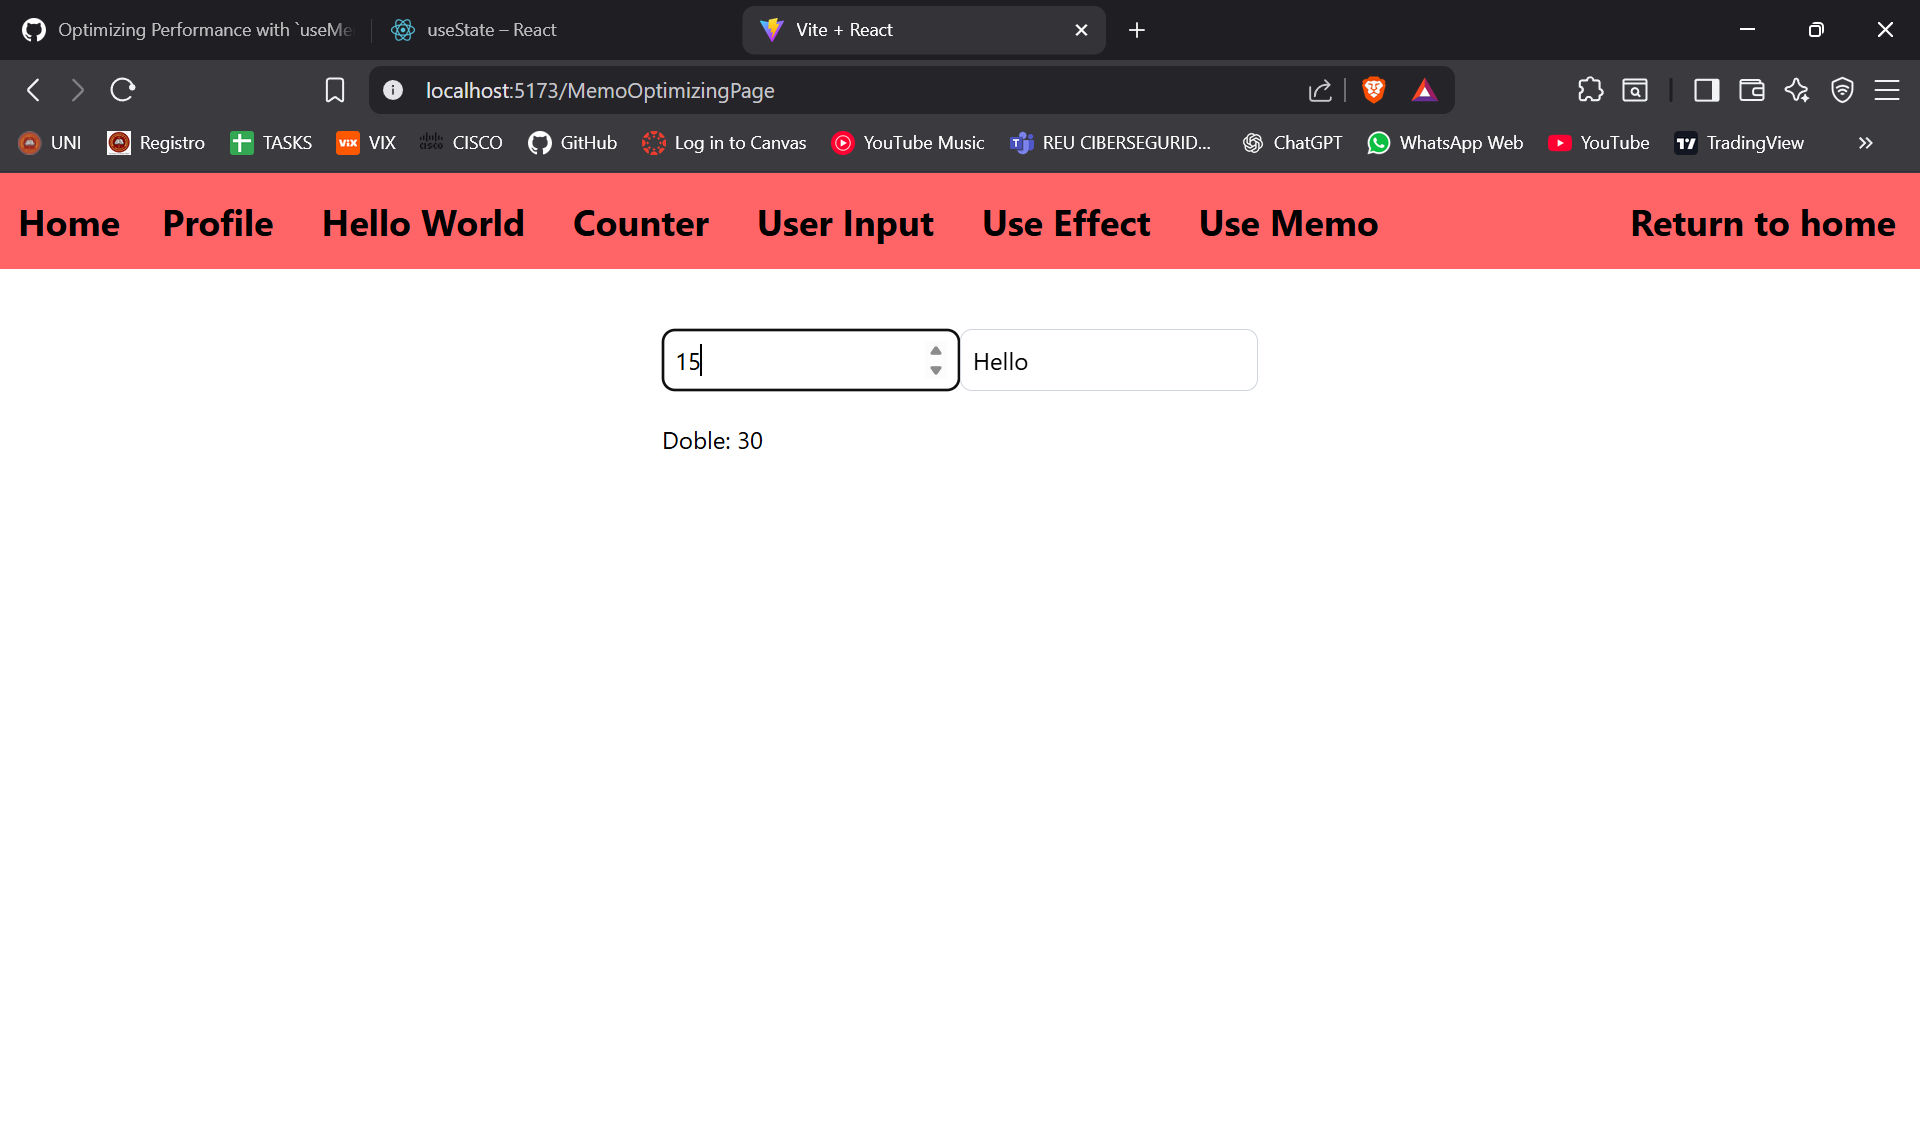 Optimizing Performance with `useMe
useState – React
Vite + React
localhost:5173/MemoOptimizingPage
UNI
Registro
TASKS
VIX
CISCO
GitHub
Log in to Canvas
YouTube Music
REU CIBERSEGURID...
ChatGPT
WhatsApp Web
YouTube
TradingView
Home Profile Hello World Counter User Input Use Effect Use Memo Return to home
15 Hello
Doble: 30